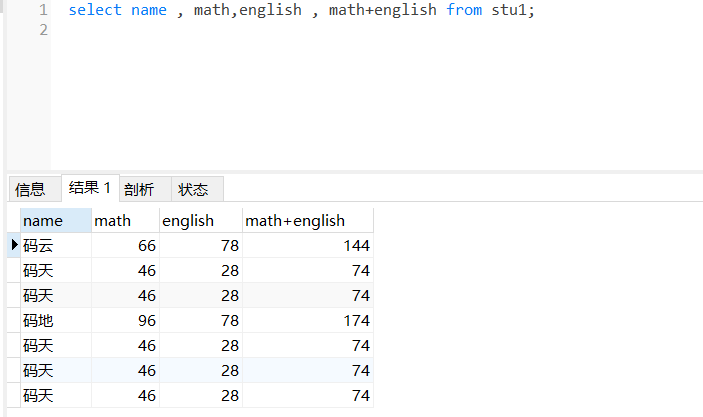 1 select name , math,english , math+english from stu1;
2
信息 结果 1 剖析 状态
name math english math+english
码云 66 78 144
码天 46 28 74
码天 46 28 74
码地 96 78 174
码天 46 28 74
码天 46 28 74
码天 46 28 74